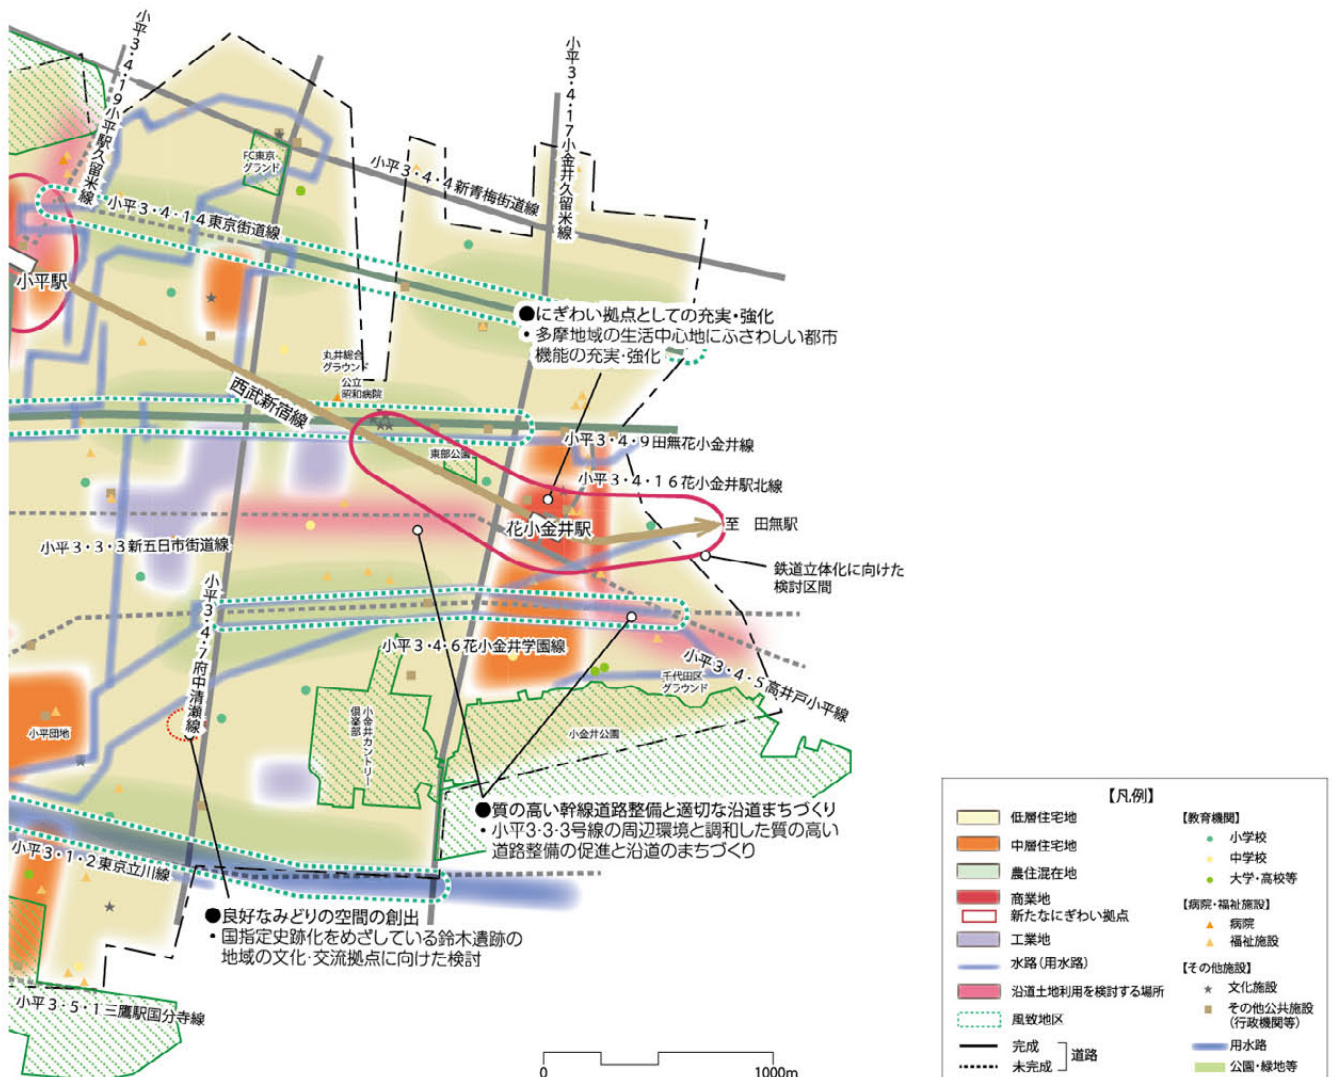 小平3・4・19小平駅久留米線
小平3・4・17小金井久留米線
FC東京
グランド
小平3・4・4新青梅街道線
小平3・4・14東京街道線
小平駅
●にぎわい拠点としての充実・強化
・多摩地域の生活中心地にふさわしい都市
機能の充実・強化
丸井総合
グラウンド
公立
昭和病院
西武新宿線
東部公園
小平3・4・9田無花小金井線
小平3・4・16花小金井駅北線
花小金井駅
至 田無駅
小平3・3・3新五日市街道線
鉄道立体化に向けた
検討区間
小平3・4・7府中清瀬線
小平3・4・6花小金井学園線
小平3・4・5高井戸小平線
千代田区
グラウンド
小平団地
小金井カントリー
倶楽部
小金井公園
●質の高い幹線道路整備と適切な沿道まちづくり
・小平3・3・3号線の周辺環境と調和した質の高い
道路整備の促進と沿道のまちづくり
小平3・1・2東京立川線
●良好なみどりの空間の創出
・国指定史跡化をめざしている鈴木遺跡の
地域の文化・交流拠点に向けた検討
小平3・5・1三鷹駅国分寺線
0
1000m
【凡例】
低層住宅地
中層住宅地
農住混在地
商業地
新たなにぎわい拠点
工業地
水路(用水路)
沿道土地利用を検討する場所
風致地区
完成
未完成
道路
【教育機関】
小学校
中学校
大学・高校等
【病院・福祉施設】
病院
福祉施設
【その他施設】
文化施設
その他公共施設
(行政機関等)
用水路
公園・緑地等